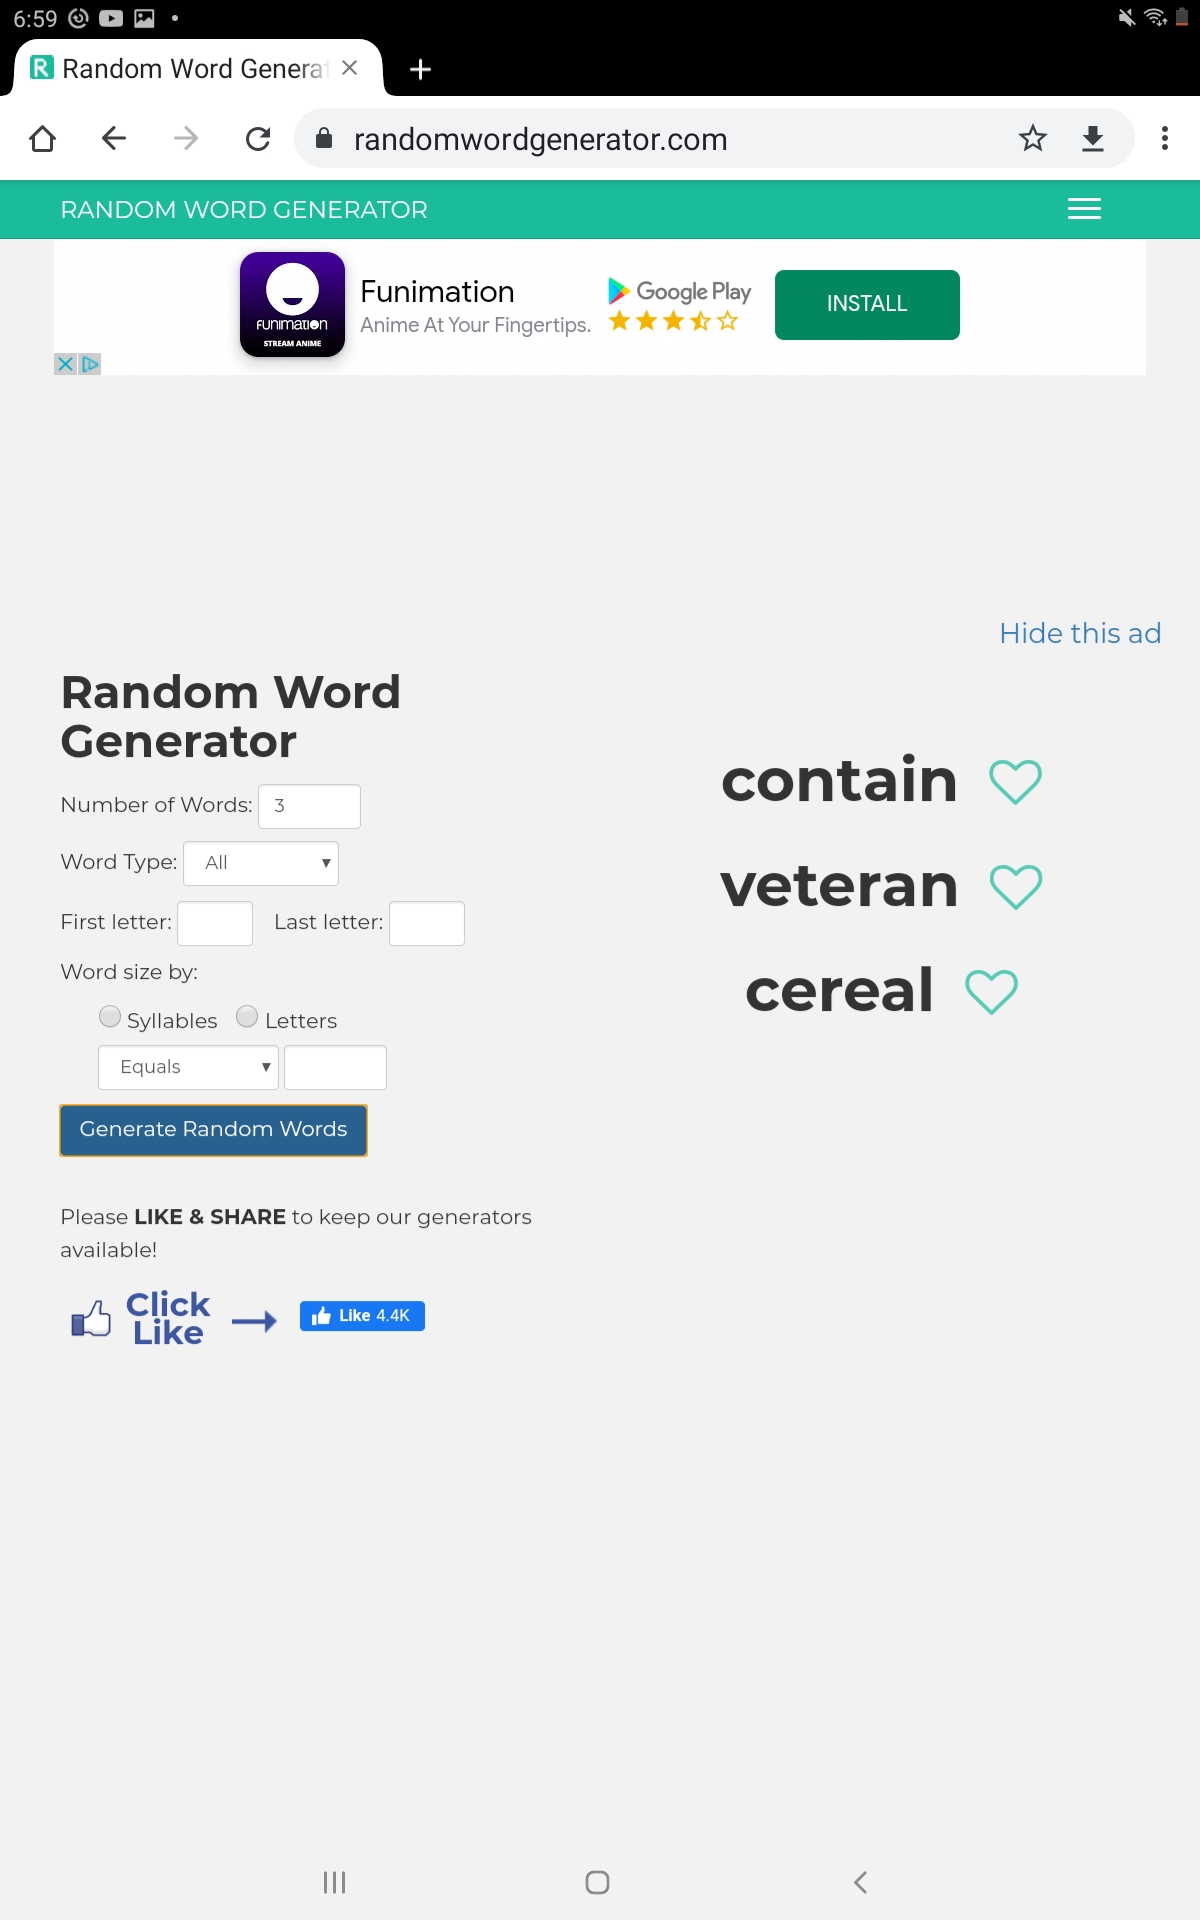 6:59
Random Word Generat
randomwordgenerator.com
RANDOM WORD GENERATOR
FUNIMATION
STREAM ANIME
Funimation
Anime At Your Fingertips.
Google Play
INSTALL
Hide this ad
Random Word
Generator
Number of Words: 3
Word Type: All
First letter: Last letter:
Word size by:
Syllables Letters
Equals
Generate Random Words
contain
veteran
cereal
Please LIKE & SHARE to keep our generators
available!
Click
Like
Like 4.4K